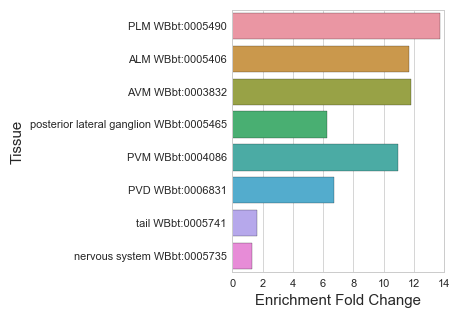 PLM WBbt:0005490
ALM WBbt:0005406
AVM WBbt:0003832
posterior lateral ganglion WBbt:0005465
PVM WBbt:0004086
PVD WBbt:0006831
tail WBbt:0005741
nervous system WBbt:0005735
Tissue
0 2 4 6 8 10 12 14
Enrichment Fold Change